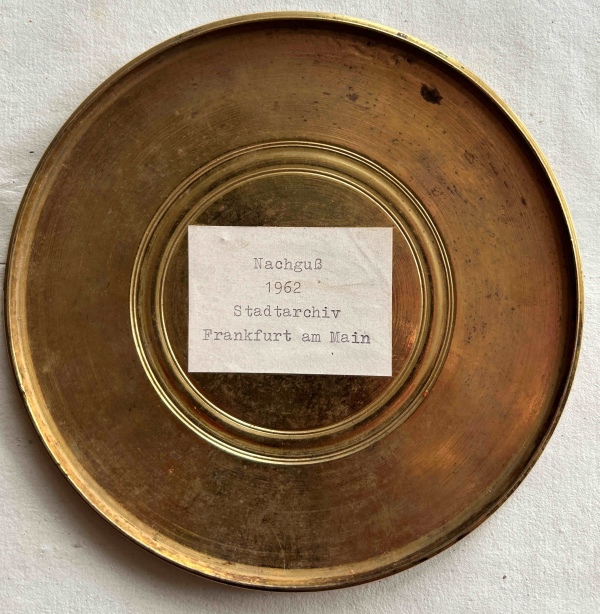 Nachguß
1962
Stadtarchiv
Frankfurt am Main